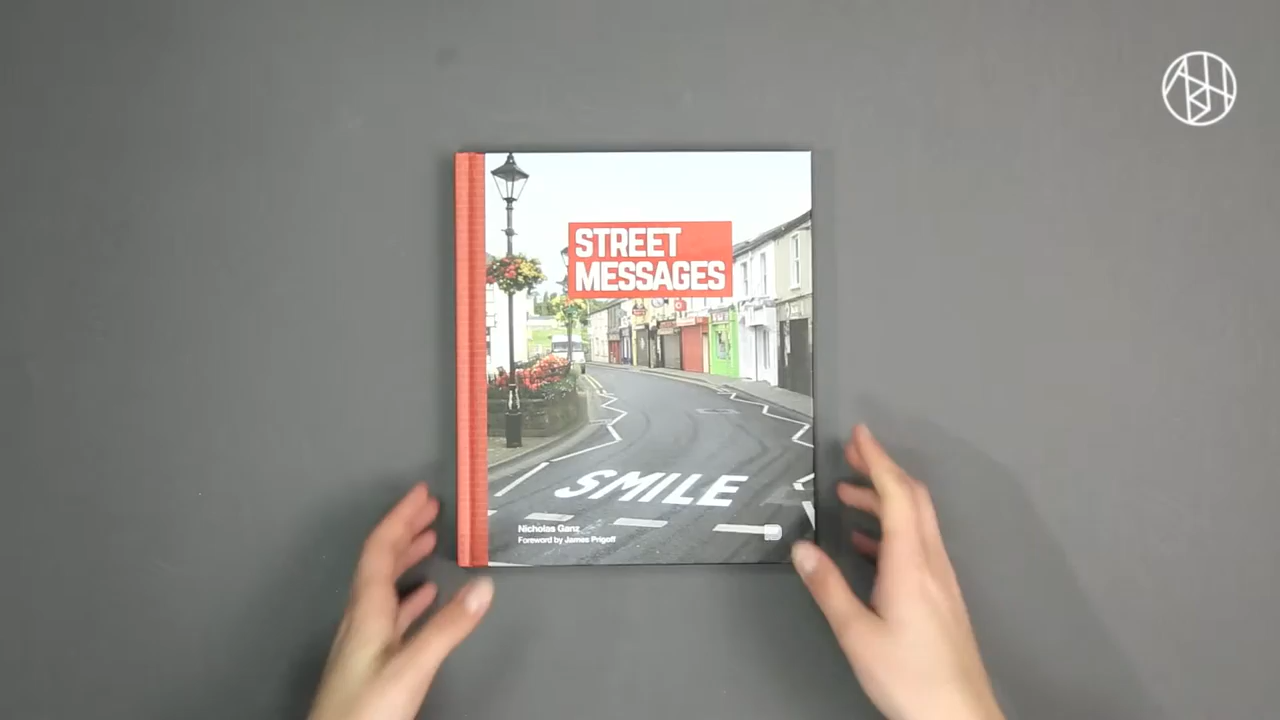 STREET
MESSAGES
SMILE
Nicholas Ganz
Foreword by James Prigoff